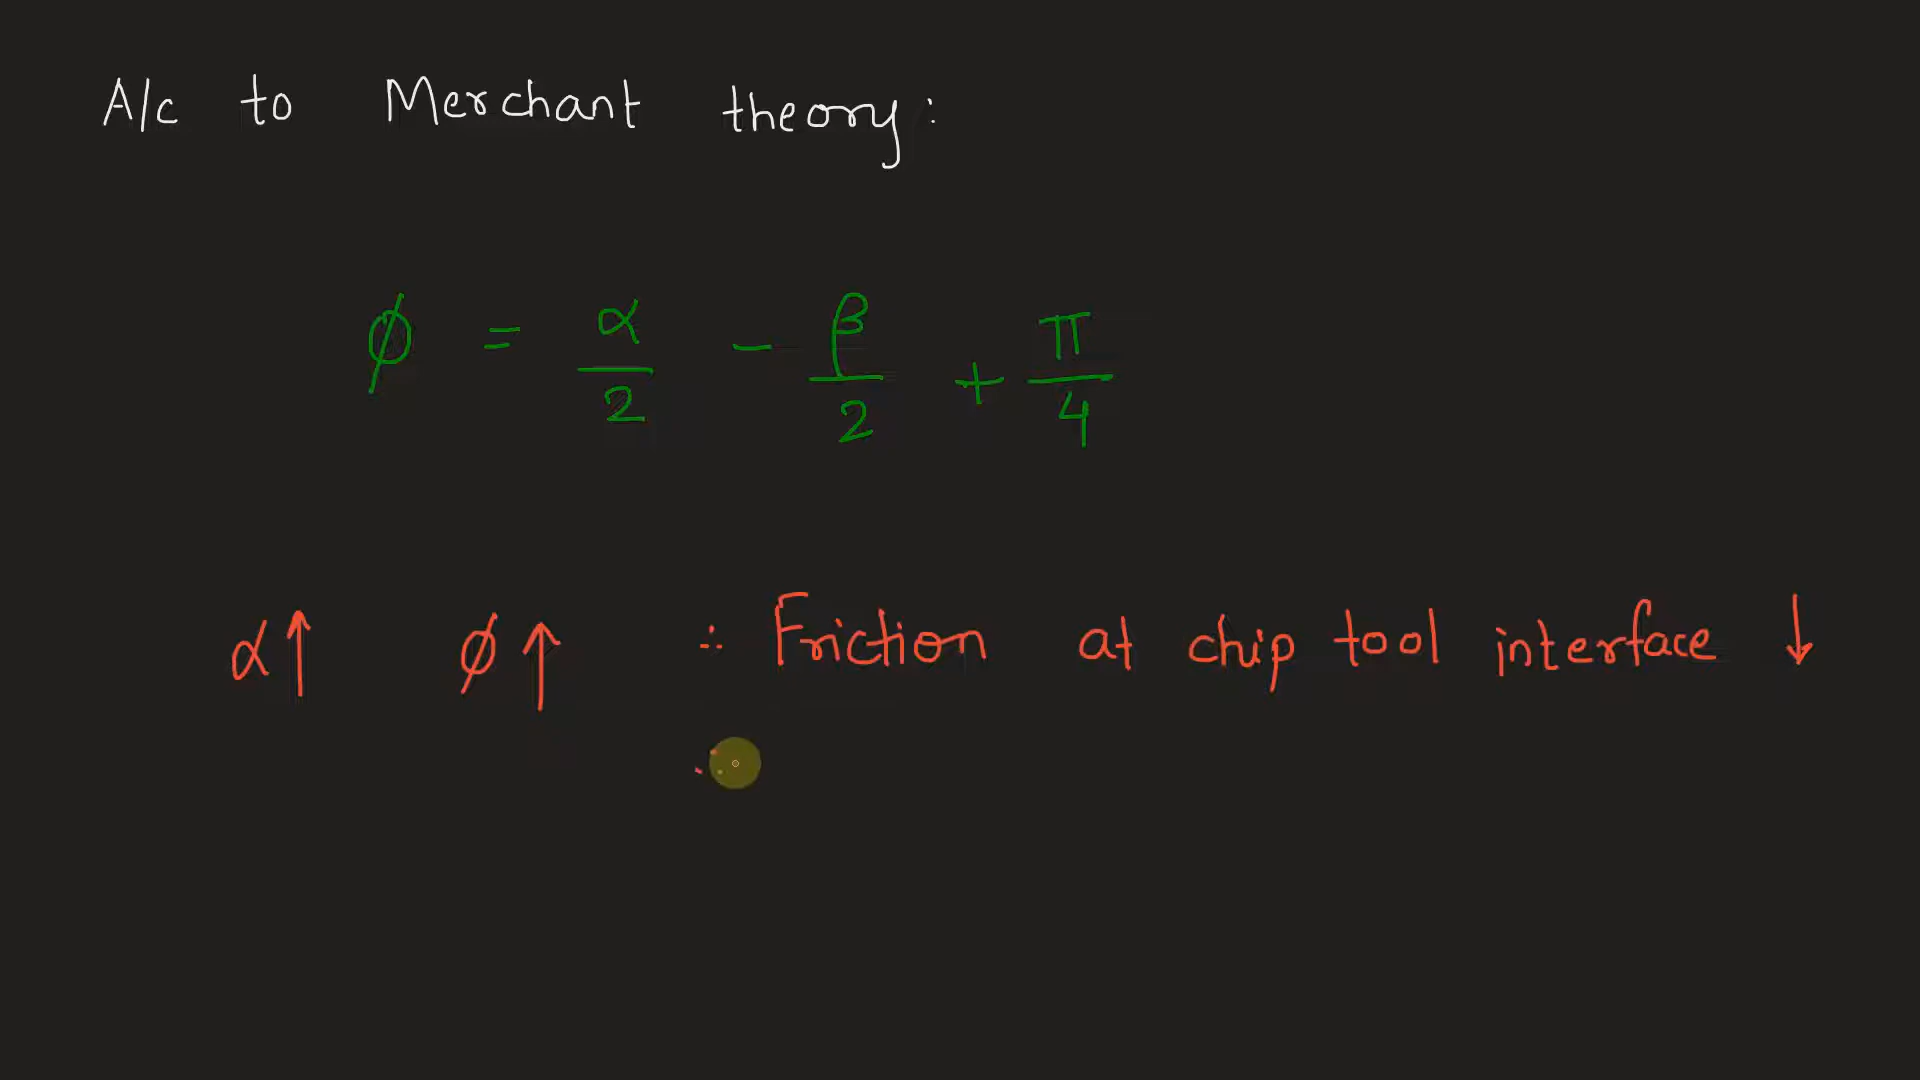 A/c to Merchant theory:
ϕ = α/2 - β/2 + π/4
α↑ ϕ↑ ∴ Friction at chip tool interface ↓
∴